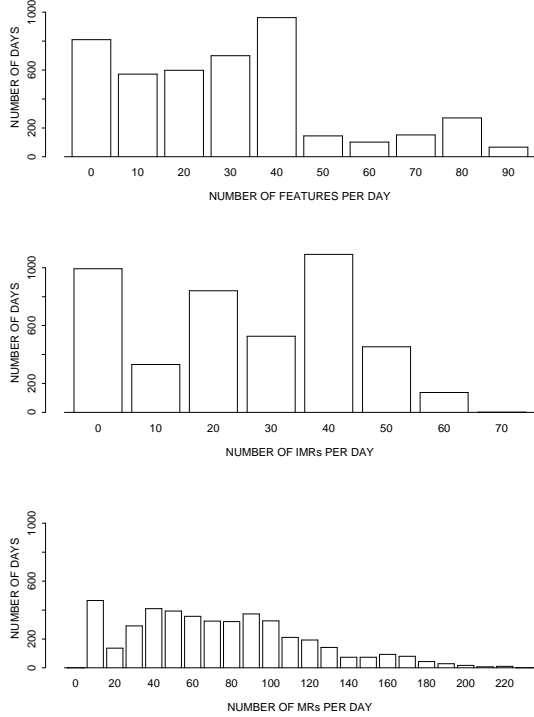 NUMBER OF DAYS
1000
600
200
0
0 10 20 30 40 50 60 70 80 90
NUMBER OF FEATURES PER DAY
NUMBER OF DAYS
1000
600
200
0
0 10 20 30 40 50 60 70
NUMBER OF IMRs PER DAY
NUMBER OF DAYS
1000
600
200
0
0 20 40 60 80 100 120 140 160 180 200 220
NUMBER OF MRs PER DAY